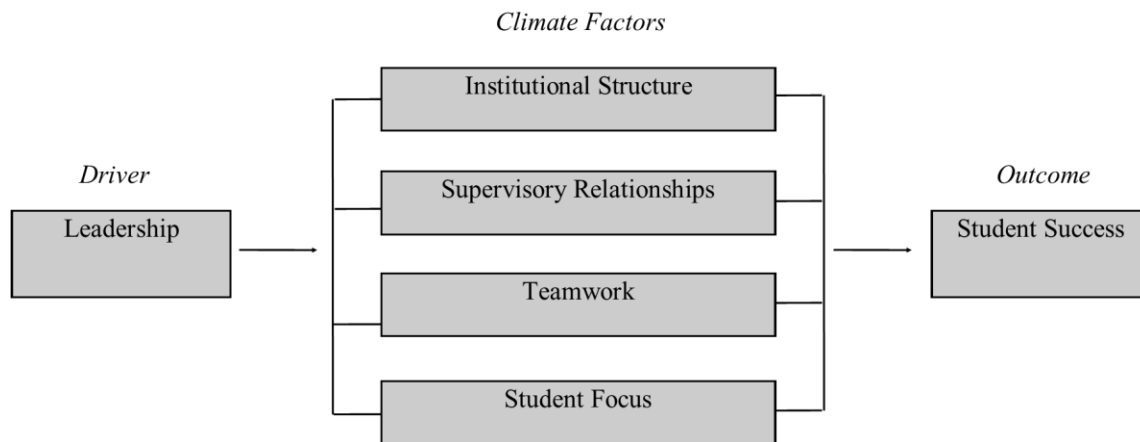 Climate Factors
Institutional Structure
Driver
Leadership
Supervisory Relationships
Teamwork
Student Focus
Outcome
Student Success